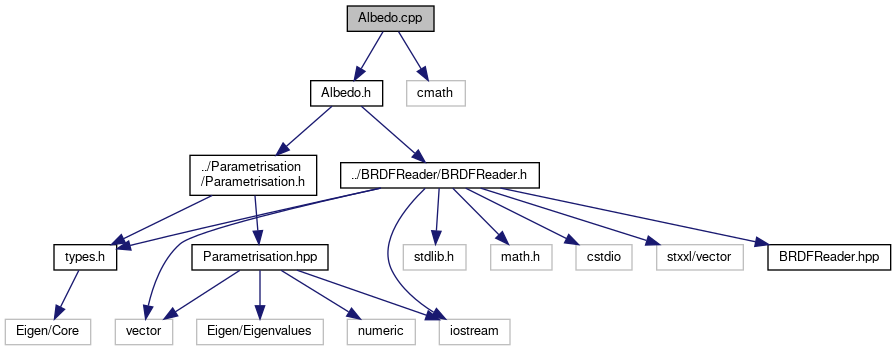 Albedo.cpp
Albedo.h
cmath
../Parametrisation
/Parametrisation.h
../BRDFReader/BRDFReader.h
types.h
Parametrisation.hpp
stdlib.h
math.h
cstdio
stxxl/vector
BRDFReader.hpp
Eigen/Core
vector
Eigen/Eigenvalues
numeric
iostream